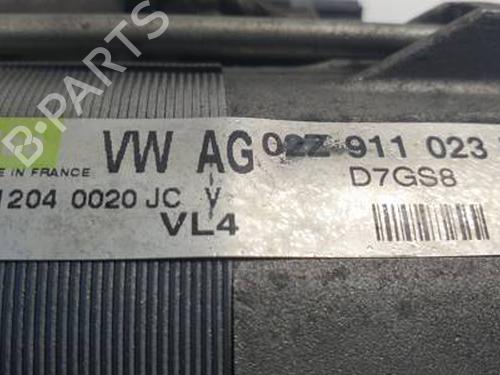 B-PARTS
E IN FRANCE
VW AG 02Z 911 023
D7GS8
1204 0020 JC V
VL4